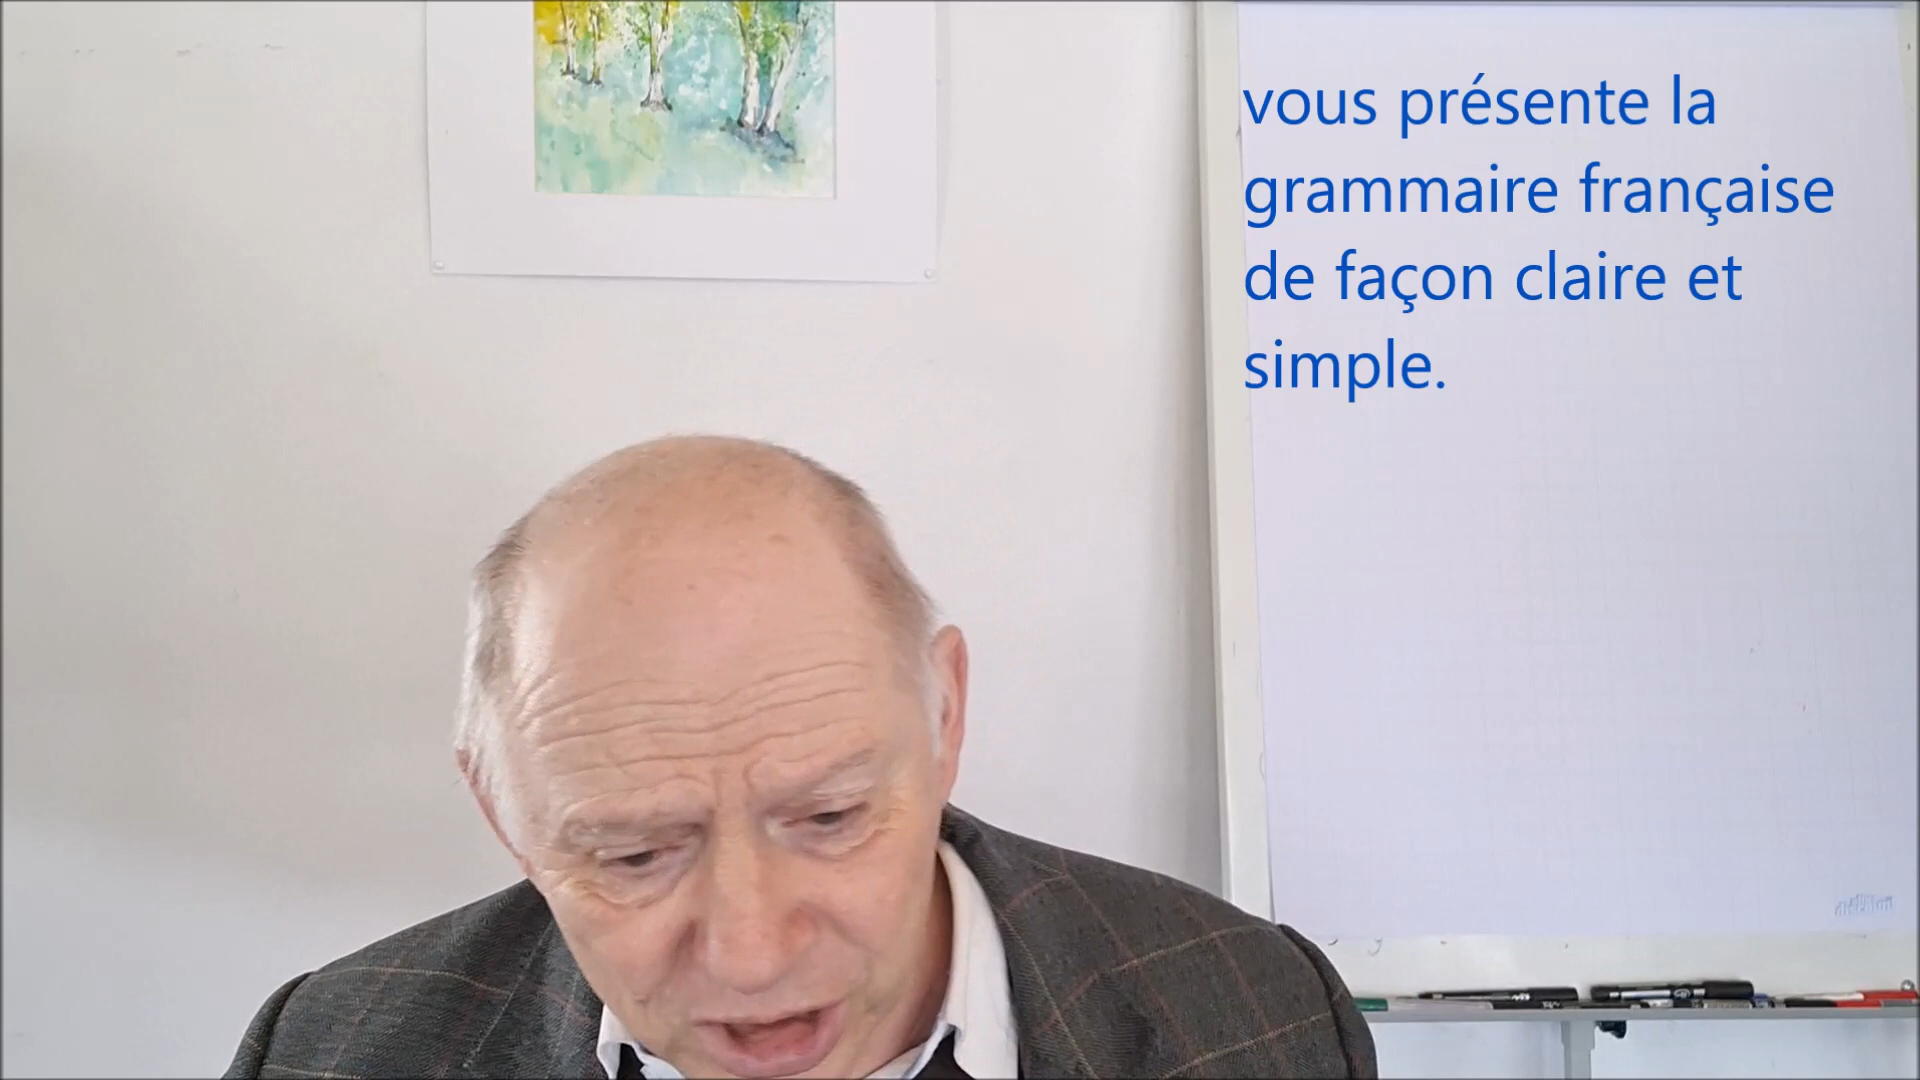 vous présente la
grammaire française
de façon claire et
simple.